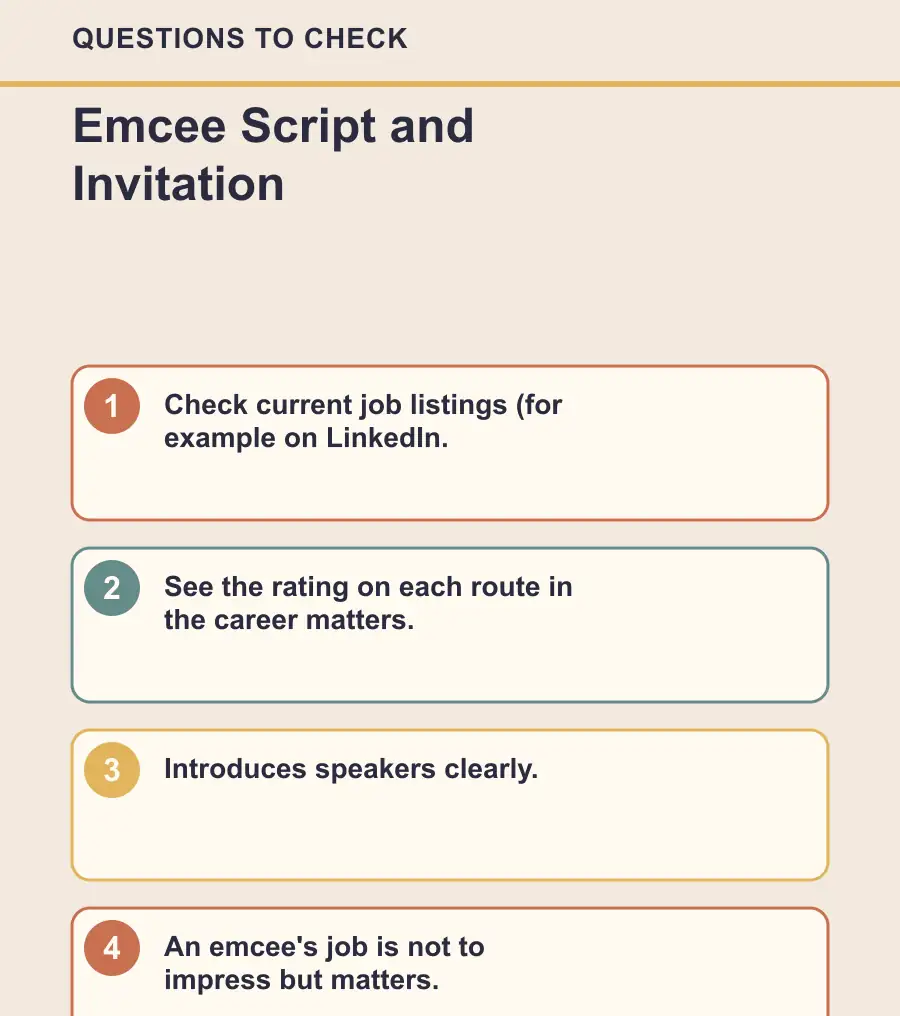 QUESTIONS TO CHECK
Emcee Script and
Invitation
1
Check current job listings (for
example on LinkedIn.
2
See the rating on each route in
the career matters.
3
Introduces speakers clearly.
4
An emcee's job is not to
impress but matters.